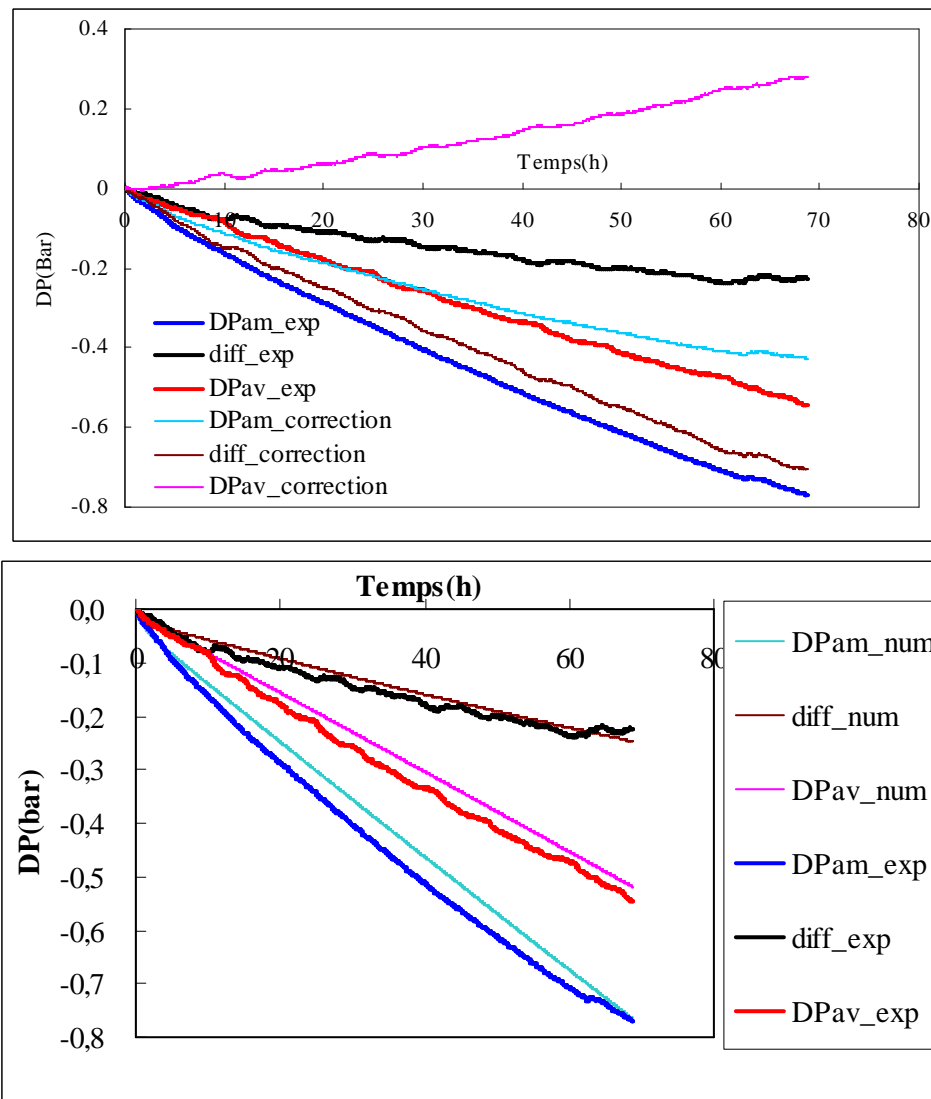 0.4
0.2
0
-0.2
-0.4
-0.6
-0.8
DP(Bar)
Temps(h)
0 10 20 30 40 50 60 70 80
DPam_exp
diff_exp
DPav_exp
DPam_correction
diff_correction
DPav_correction
Temps(h)
0,0
-0,1
-0,2
-0,3
-0,4
-0,5
-0,6
-0,7
-0,8
DP(bar)
0 20 40 60 80
DPam_num
diff_num
DPav_num
DPam_exp
diff_exp
DPav_exp